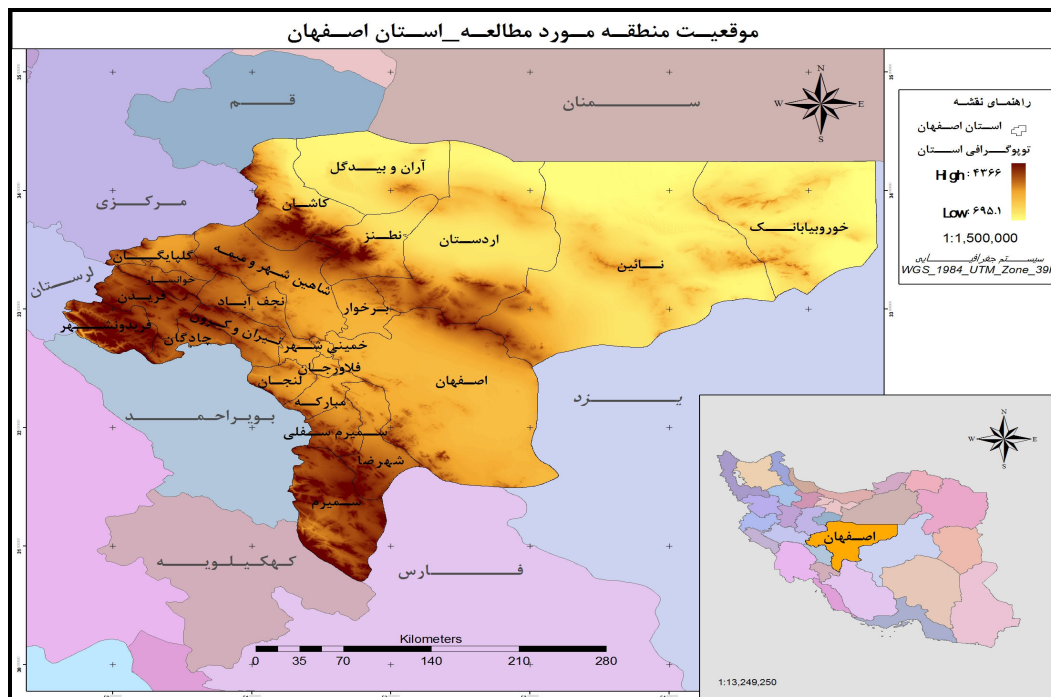 موقعیت منطقه مورد مطالعه_استان اصفهان
قم
سمنان
مرکزی
لرستان
بویراحمد
کهکیلویه
فارس
یزد
آران و بیدگل
کاشان
نطنز
اردستان
نائین
خوروبیابانک
گلپایگان
خوانسار
شاهین شهر و میمه
فریدن
نجف آباد
برخوار
فریدونشهر
چادگان
تیران و کرون
خمینی شهر
فلاورجان
لنجان
اصفهان
مبارکه
سمیرم سفلی
شهرضا
سمیرم
N
W
E
S
راهنمای نقشه
استان اصفهان
توپوگرافی استان
High : ۴۳۶۶
Low : ۶۹۵.۱
1:1,500,000
سیستم جغرافیایی
WGS_1984_UTM_Zone_39
Kilometers
0 35 70 140 210 280
N
W
E
S
اصفهان
1:13,249,250